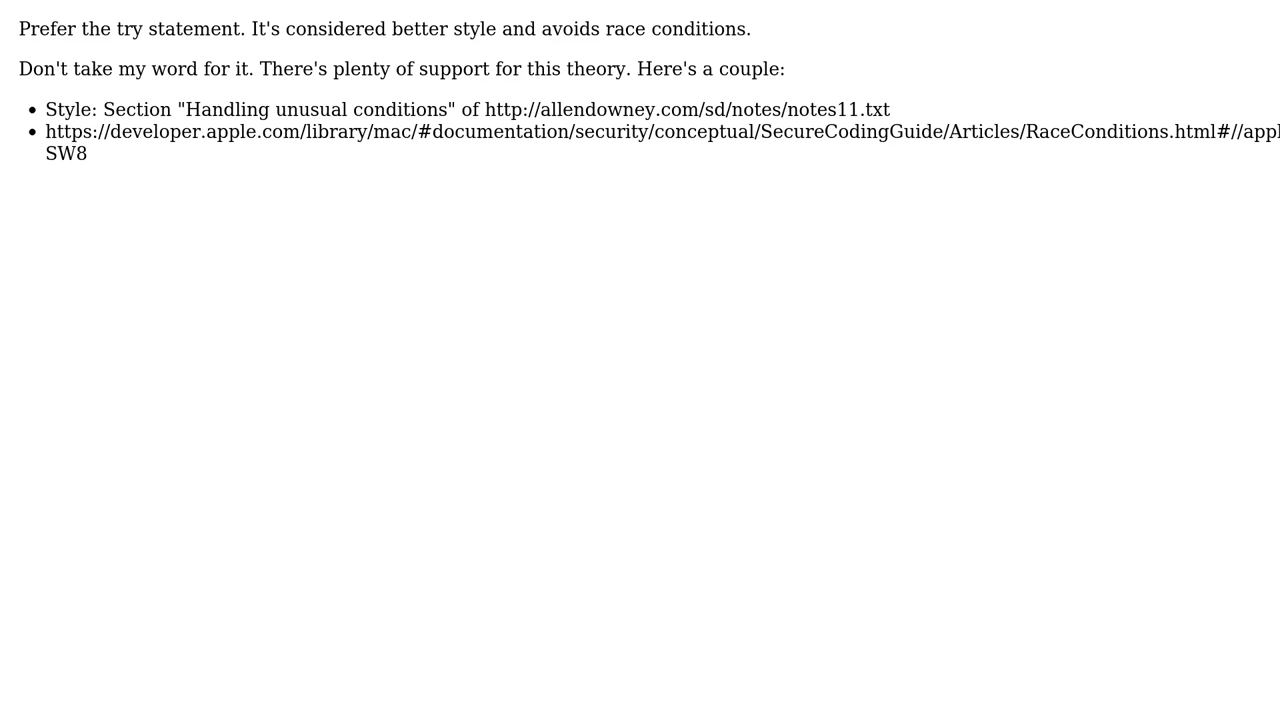 Prefer the try statement. It's considered better style and avoids race conditions.
Don't take my word for it. There's plenty of support for this theory. Here's a couple:
• Style: Section "Handling unusual conditions" of http://allendowney.com/sd/notes/notes11.txt
• https://developer.apple.com/library/mac/#documentation/security/conceptual/SecureCodingGuide/Articles/RaceConditions.html#//appl
SW8